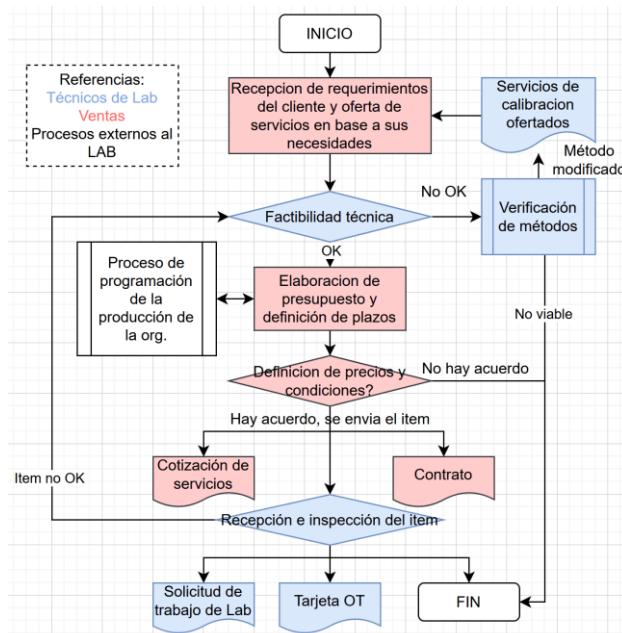 INICIO
Referencias:
Técnicos de Lab
Ventas
Procesos externos al
LAB
Recepcion de requerimientos
del cliente y oferta de
servicios en base a sus
necesidades
Servicios de
calibracion
ofertados
Método
modificado
No OK
Factibilidad técnica
Verificación
de métodos
OK
Proceso de
programación
de la
producción de
la org.
Elaboracion de
presupuesto y
definición de plazos
No viable
Definicion de precios y
condiciones?
No hay acuerdo
Hay acuerdo, se envia el item
Cotización de
servicios
Contrato
Item no OK
Recepción e inspección del item
Solicitud de
trabajo de Lab
Tarjeta OT
FIN